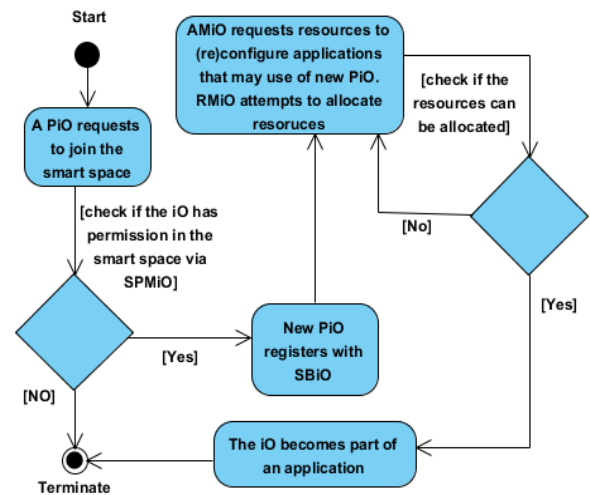 Start
A PiO requests
to join the
smart space
[check if the iO has
permission in the
smart space via
SPMiO]
[NO]
[Yes]
New PiO
registers with
SBiO
AMiO requests resources to
(re)configure applications
that may use of new PiO.
RMiO attempts to allocate
resoruces
[check if the
resources can
be allocated]
[No]
[Yes]
The iO becomes part of
an application
Terminate